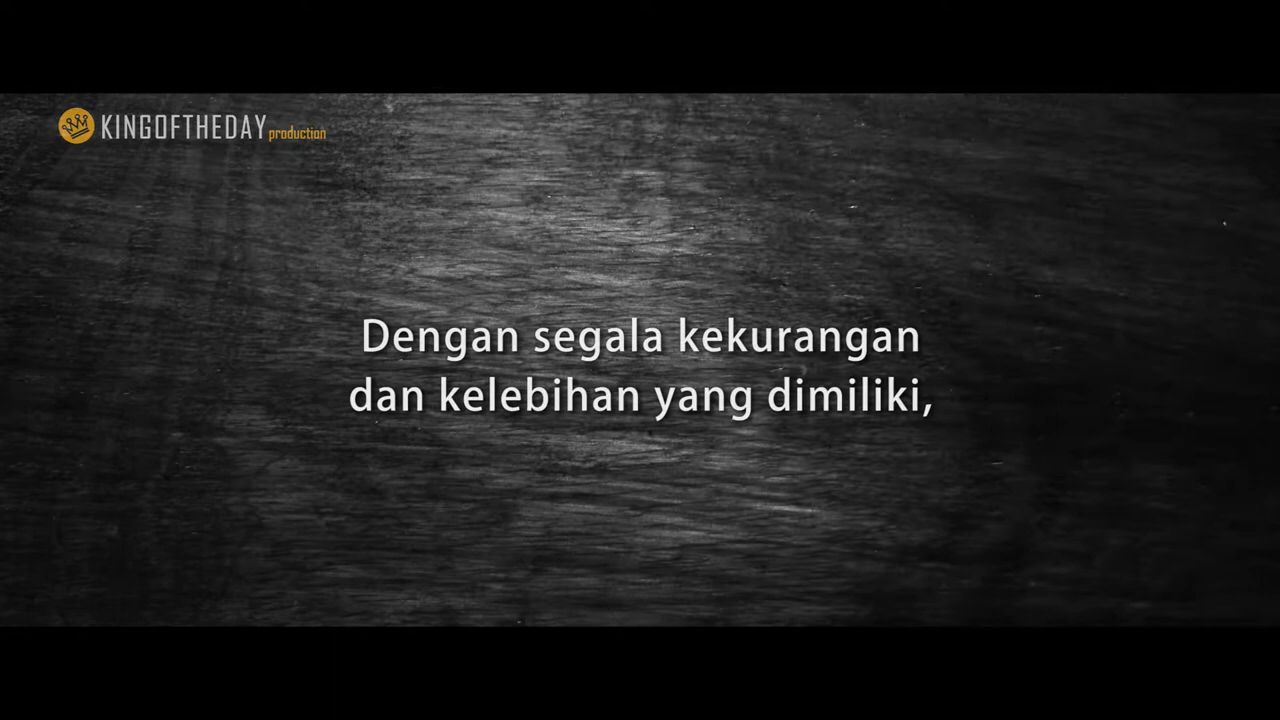 KINGOFTHEDAY production
Dengan segala kekurangan
dan kelebihan yang dimiliki,